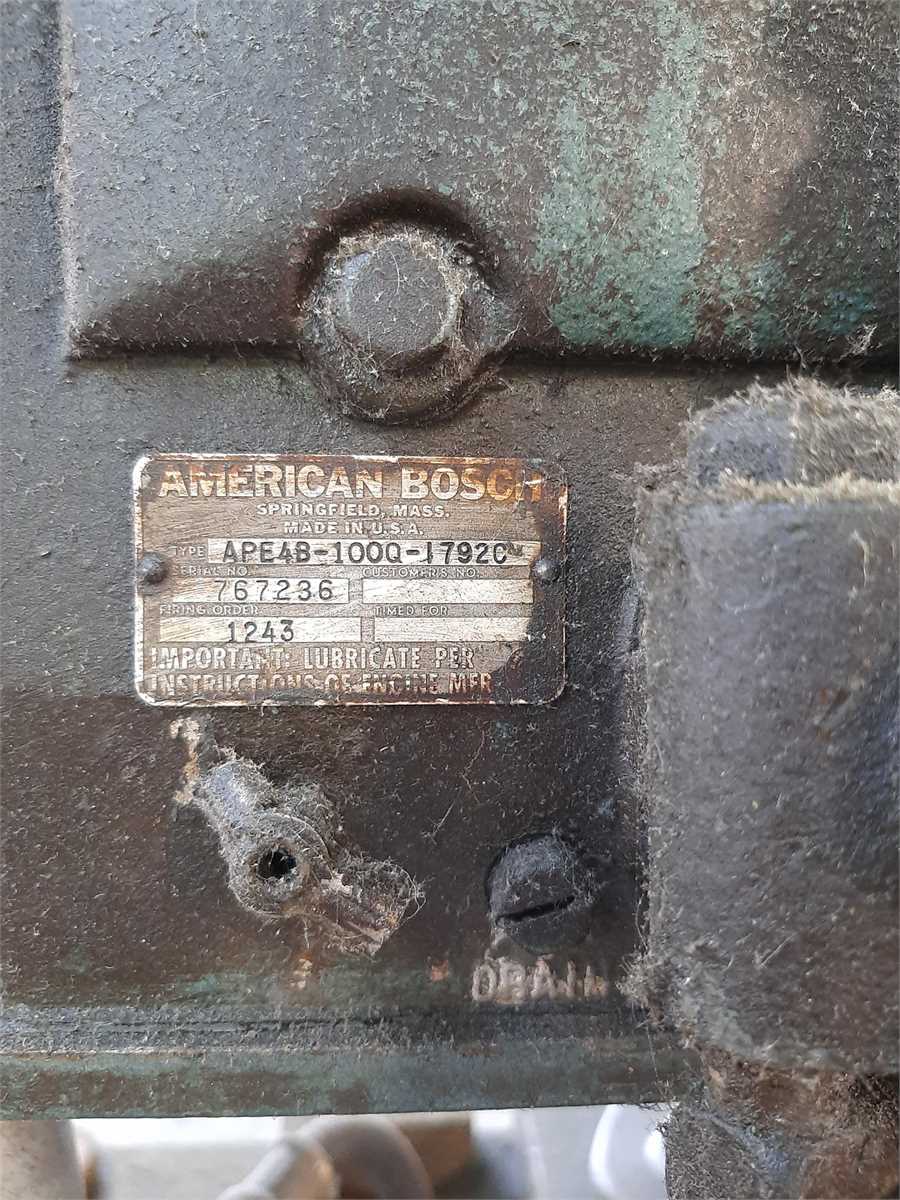 AMERICAN BOSCH
SPRINGFIELD, MASS.
MADE IN U.S.A.
TYPE APE4B-100Q-1792C
SERIAL NO. CUSTOMER'S NO.
767236
FIRING ORDER TIMED FOR
1243
IMPORTANT: LUBRICATE PER
INSTRUCTIONS OF ENGINE MFR
DRAIN